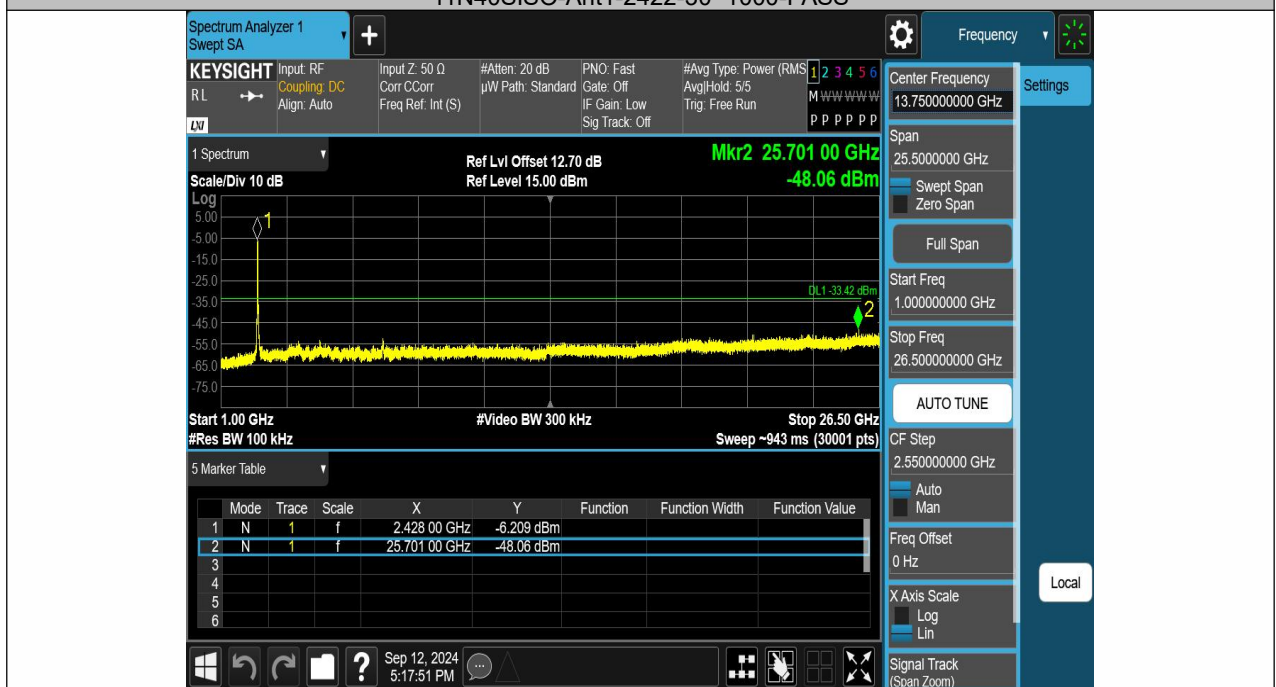 Spectrum Analyzer 1
Swept SA
+
Frequency
KEYSIGHT
RL
LXI
Input: RF
Coupling: DC
Align: Auto
Input Z: 50 Ω
Corr CCorr
Freq Ref: Int (S)
#Atten: 20 dB
µW Path: Standard
PNO: Fast
Gate: Off
IF Gain: Low
Sig Track: Off
#Avg Type: Power (RMS
Avg|Hold: 5/5
Trig: Free Run
1 2 3 4 5 6
M W W W W W
P P P P P P
1 Spectrum
Scale/Div 10 dB
Ref Lvl Offset 12.70 dB
Ref Level 15.00 dBm
Mkr2 25.701 00 GHz
-48.06 dBm
Log
5.00
-5.00
-15.0
-25.0
-35.0
-45.0
-55.0
-65.0
-75.0
1
DL1 -33.42 dBm
2
Start 1.00 GHz
#Video BW 300 kHz
Stop 26.50 GHz
#Res BW 100 kHz
Sweep ~943 ms (30001 pts)
5 Marker Table
Mode Trace Scale X Y Function Function Width Function Value
1 N 1 f 2.428 00 GHz -6.209 dBm
2 N 1 f 25.701 00 GHz -48.06 dBm
3
4
5
6
Sep 12, 2024
5:17:51 PM
Center Frequency
13.750000000 GHz
Settings
Span
25.5000000 GHz
Swept Span
Zero Span
Full Span
Start Freq
1.000000000 GHz
Stop Freq
26.500000000 GHz
AUTO TUNE
CF Step
2.550000000 GHz
Auto
Man
Freq Offset
0 Hz
Local
X Axis Scale
Log
Lin
Signal Track
(Span Zoom)